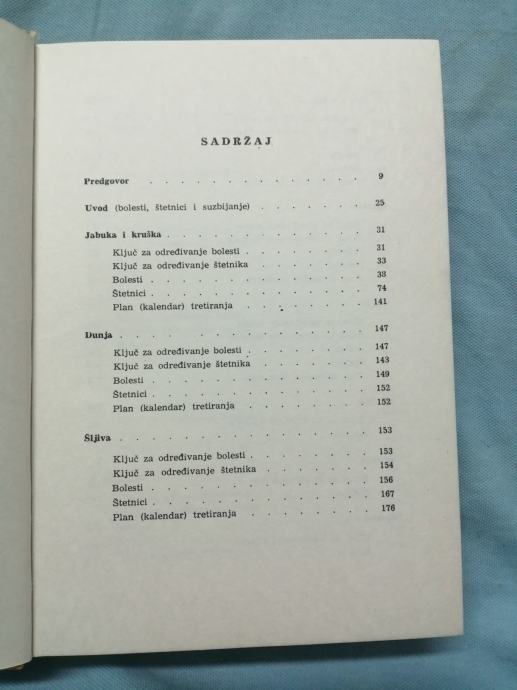 SADRŽAJ
Predgovor . . . . . . . . . . . . . 9
Uvod (bolesti, štetnici i suzbijanje) . . . . . . . 25
Jabuka i kruška . . . . . . . . . . . . 31
Ključ za određivanje bolesti . . . . . . . . 31
Ključ za određivanje štetnika . . . . . . . 33
Bolesti . . . . . . . . . . . . . 38
Štetnici . . . . . . . . . . . . . 74
Plan (kalendar) tretiranja . . . . . . . . 141
Dunja . . . . . . . . . . . . . . 147
Ključ za određivanje bolesti . . . . . . . . 147
Ključ za određivanje štetnika . . . . . . . 143
Bolesti . . . . . . . . . . . . . 149
Štetnici . . . . . . . . . . . . . 152
Plan (kalendar) tretiranja . . . . . . . . 152
Šljiva . . . . . . . . . . . . . . 153
Ključ za određivanje bolesti . . . . . . . . 153
Ključ za određivanje štetnika . . . . . . . 154
Bolesti . . . . . . . . . . . . . 156
Štetnici . . . . . . . . . . . . . 167
Plan (kalendar) tretiranja . . . . . . . . 176